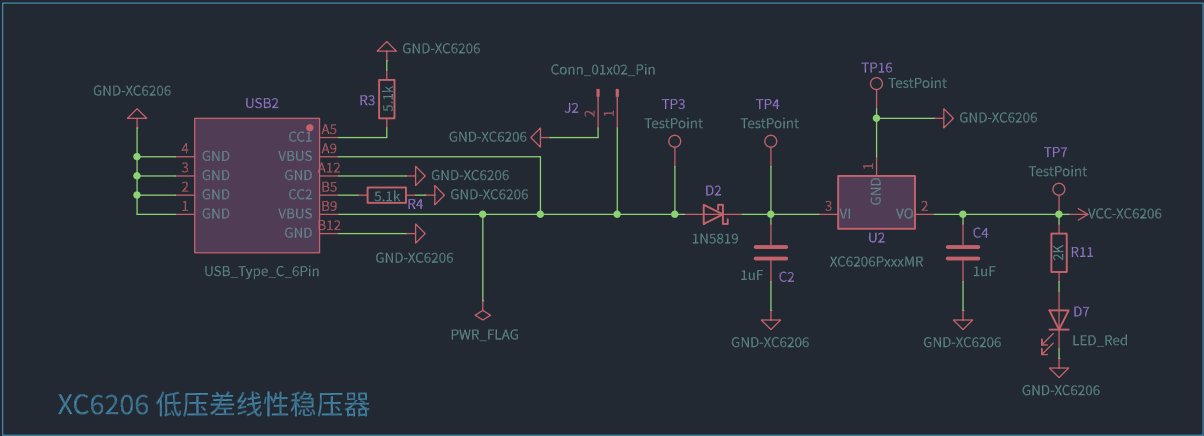 GND-XC6206
Conn_01x02_Pin
TP16
TestPoint
GND-XC6206
USB2
R3
5.1k
J2
2
1
TP3
TestPoint
TP4
TestPoint
GND-XC6206
GND-XC6206
TP7
TestPoint
CC1
A5
4
GND
VBUS
A9
3
GND
GND
A12
GND-XC6206
2
GND
CC2
B5
5.1k
R4
GND-XC6206
1
GND
VBUS
B9
GND
B12
GND-XC6206
USB_Type_C_6Pin
PWR_FLAG
D2
1N5819
1
GND
3
VI
VO
2
U2
XC6206PxxxMR
1uF
C2
GND-XC6206
C4
1uF
GND-XC6206
VCC-XC6206
2K
R11
D7
LED_Red
GND-XC6206
XC6206 低压差线性稳压器